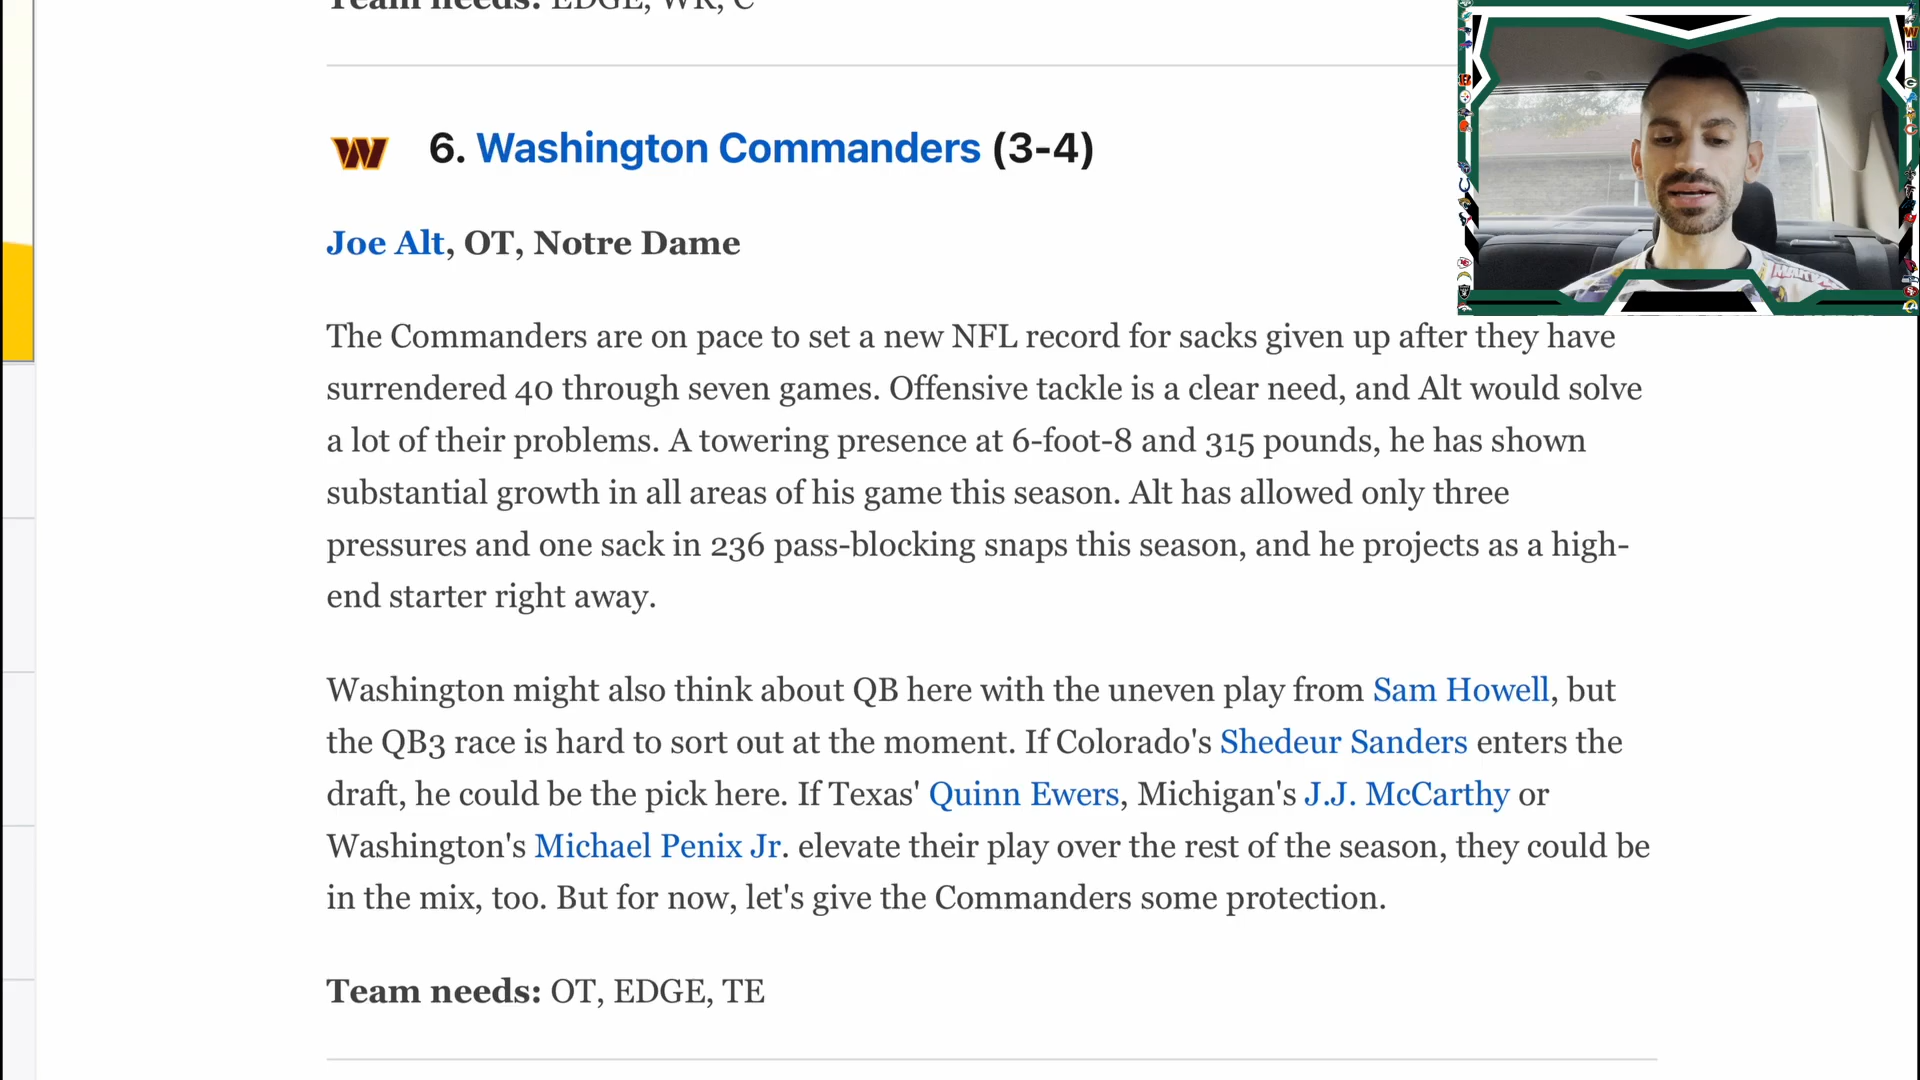 Team needs: EDGE, WR, C
6. Washington Commanders (3-4)
Joe Alt, OT, Notre Dame
The Commanders are on pace to set a new NFL record for sacks given up after they have
surrendered 40 through seven games. Offensive tackle is a clear need, and Alt would solve
a lot of their problems. A towering presence at 6-foot-8 and 315 pounds, he has shown
substantial growth in all areas of his game this season. Alt has allowed only three
pressures and one sack in 236 pass-blocking snaps this season, and he projects as a high-
end starter right away.
Washington might also think about QB here with the uneven play from Sam Howell, but
the QB3 race is hard to sort out at the moment. If Colorado's Shedeur Sanders enters the
draft, he could be the pick here. If Texas' Quinn Ewers, Michigan's J.J. McCarthy or
Washington's Michael Penix Jr. elevate their play over the rest of the season, they could be
in the mix, too. But for now, let's give the Commanders some protection.
Team needs: OT, EDGE, TE